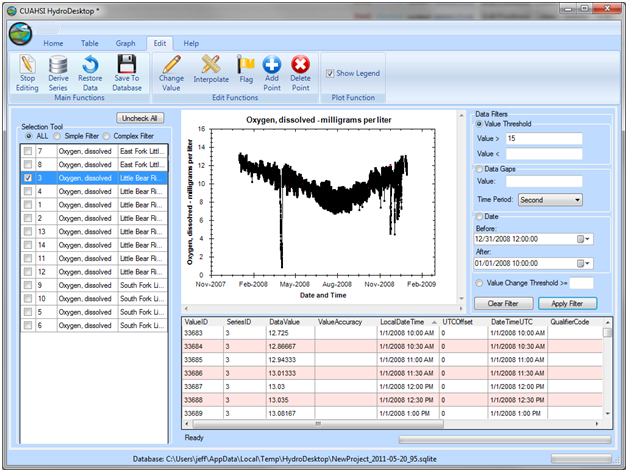 CUAHSI HydroDesktop *
Home Table Graph Edit Help
Stop Editing
Derive Series
Restore Data
Save To Database
Main Functions
Change Value
Interpolate
Flag
Add Point
Delete Point
Edit Functions
Show Legend
Plot Function
Uncheck All
Selection Tool
ALL Simple Filter Complex Filter
7 Oxygen, dissolved East Fork Littl...
8 Oxygen, dissolved East Fork Littl...
3 Oxygen, dissolved Little Bear Ri...
4 Oxygen, dissolved Little Bear Ri...
1 Oxygen, dissolved Little Bear Ri...
2 Oxygen, dissolved Little Bear Ri...
13 Oxygen, dissolved Little Bear Ri...
14 Oxygen, dissolved Little Bear Ri...
11 Oxygen, dissolved Little Bear Ri...
12 Oxygen, dissolved Little Bear Ri...
9 Oxygen, dissolved South Fork Li...
10 Oxygen, dissolved South Fork Li...
5 Oxygen, dissolved South Fork Li...
6 Oxygen, dissolved South Fork Li...
Oxygen, dissolved - milligrams per liter
Oxygen, dissolved - milligrams per liter
16
14
12
10
8
6
4
2
0
Nov-2007 Feb-2008 May-2008 Aug-2008 Nov-2008 Feb-2009
Date and Time
Data Filters
Value Threshold
Value > 15
Value <
Data Gaps
Value:
Time Period: Second
Date
Before:
12/31/2008 12:00:00
After:
01/01/2008 10:00:00
Value Change Threshold >=
Clear Filter Apply Filter
ValueID SeriesID DataValue ValueAccuracy LocalDateTime UTCOffset DateTimeUTC QualifierCode
33683 3 12.725 1/1/2008 10:00 AM 0 1/1/2008 10:00 AM
33684 3 12.86667 1/1/2008 10:30 AM 0 1/1/2008 10:30 AM
33685 3 12.94333 1/1/2008 11:00 AM 0 1/1/2008 11:00 AM
33686 3 13.01333 1/1/2008 11:30 AM 0 1/1/2008 11:30 AM
33687 3 13.03 1/1/2008 12:00 PM 0 1/1/2008 12:00 PM
33688 3 13.035 1/1/2008 12:30 PM 0 1/1/2008 12:30 PM
33689 3 13.08167 1/1/2008 1:00 PM 0 1/1/2008 1:00 PM
Ready
Database: C:\Users\jeff\AppData\Local\Temp\HydroDesktop\NewProject_2011-05-20_95.sqlite